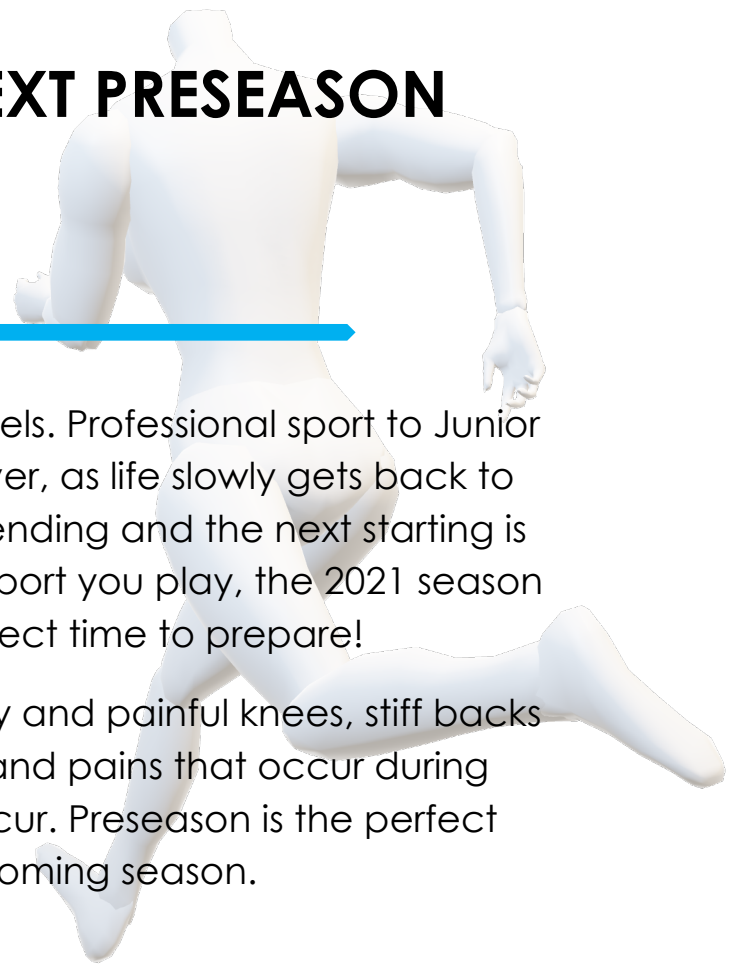 EXT PRESEASON
els. Professional sport to Junior
ver, as life slowly gets back to
ending and the next starting is
port you play, the 2021 season
ect time to prepare!
y and painful knees, stiff backs
and pains that occur during
cur. Preseason is the perfect
oming season.